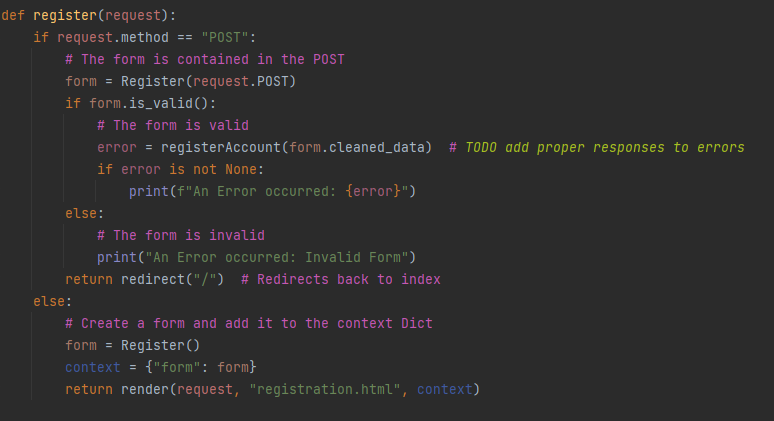 def register(request):
    if request.method == "POST":
        # The form is contained in the POST
        form = Register(request.POST)
        if form.is_valid():
            # The form is valid
            error = registerAccount(form.cleaned_data)  # TODO add proper responses to errors
            if error is not None:
                print(f"An Error occurred: {error}")
        else:
            # The form is invalid
            print("An Error occurred: Invalid Form")
        return redirect("/")  # Redirects back to index
    else:
        # Create a form and add it to the context Dict
        form = Register()
        context = {"form": form}
        return render(request, "registration.html", context)